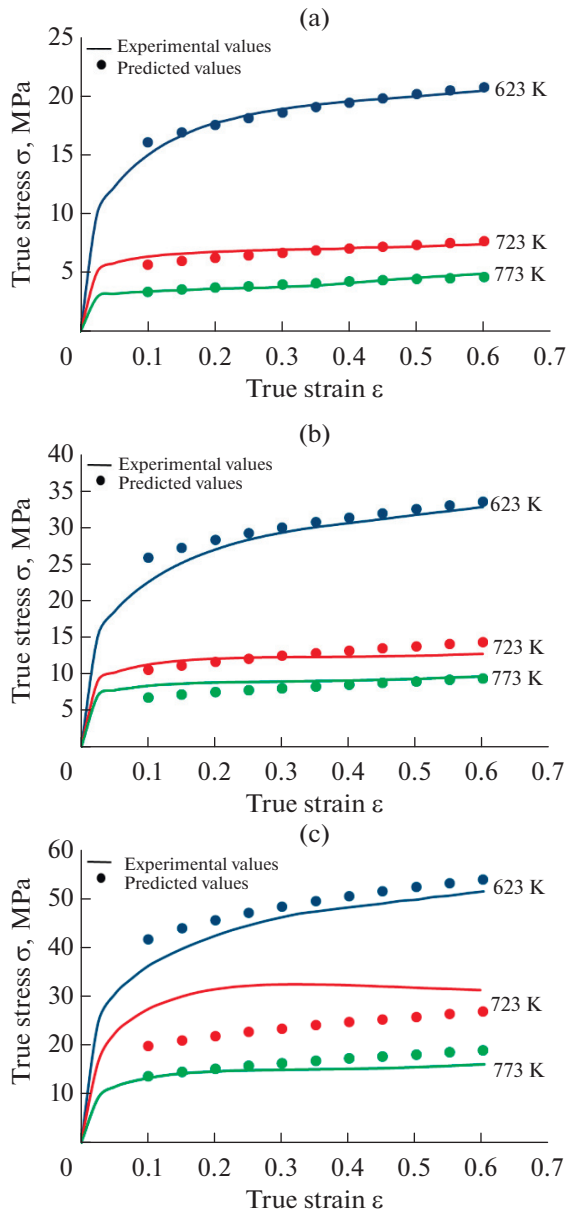 (a)
25
Experimental values
Predicted values
623 K
20
15
10
723 K
5
773 K
0 0.1 0.2 0.3 0.4 0.5 0.6 0.7
True stress σ, MPa
True strain ε
(b)
40
Experimental values
Predicted values
35
623 K
30
25
20
15
723 K
10
773 K
5
0 0.1 0.2 0.3 0.4 0.5 0.6 0.7
True stress σ, MPa
True strain ε
(c)
60
Experimental values
Predicted values
623 K
50
40
30
723 K
20
773 K
10
0 0.1 0.2 0.3 0.4 0.5 0.6 0.7
True stress σ, MPa
True strain ε